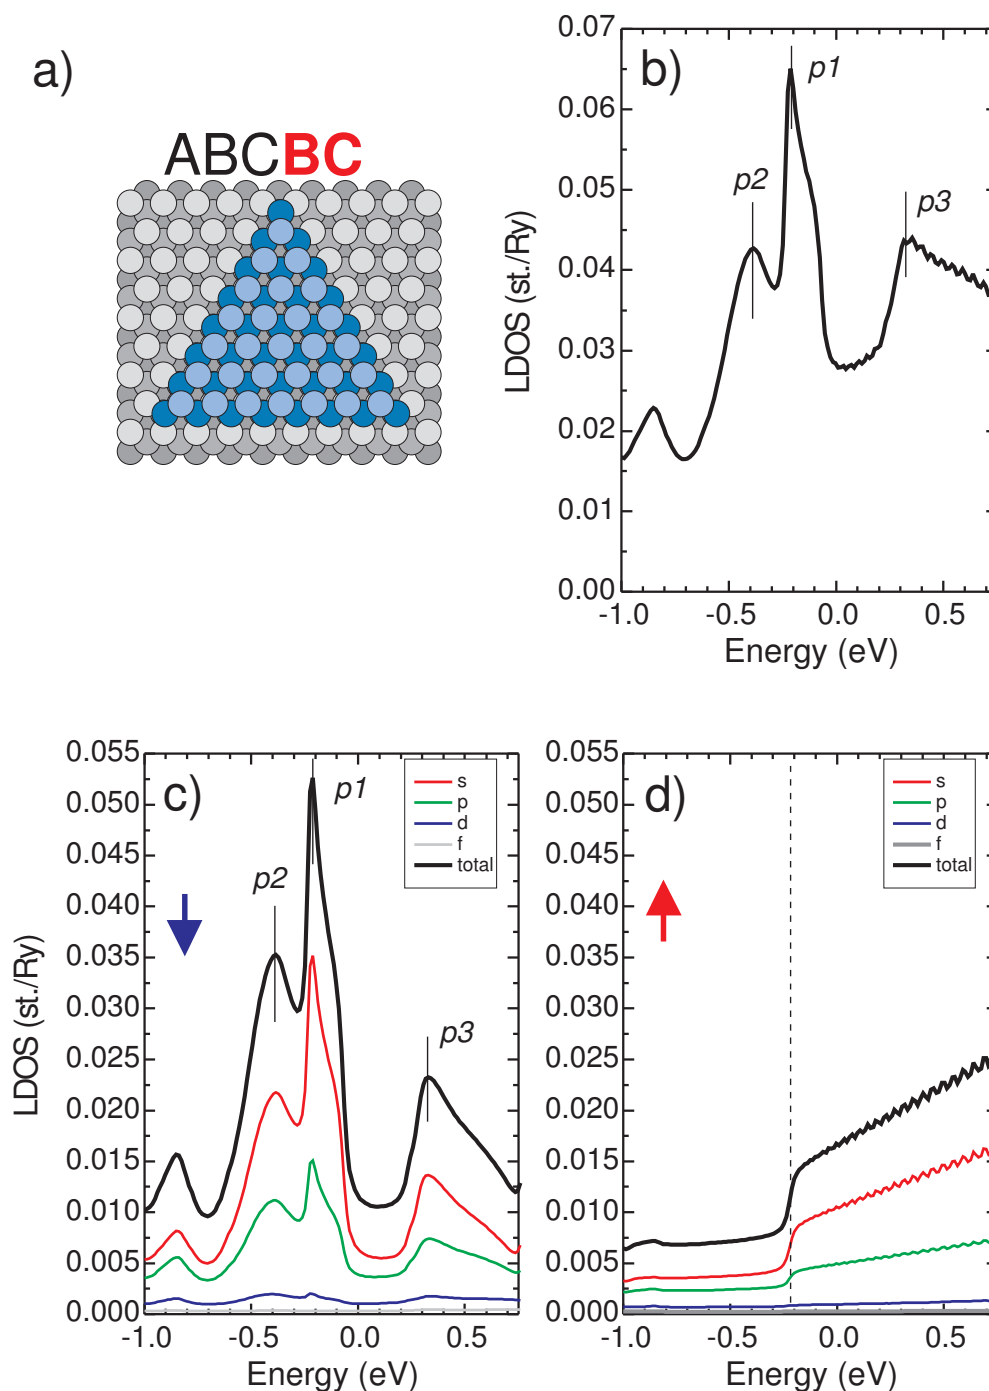 a)
ABCBC
b)
p1
p2
p3
LDOS (st./Ry)
0.07
0.06
0.05
0.04
0.03
0.02
0.01
0.00
-1.0 -0.5 0.0 0.5
Energy (eV)
c)
p1
p2
p3
s
p
d
f
total
LDOS (st./Ry)
0.055
0.050
0.045
0.040
0.035
0.030
0.025
0.020
0.015
0.010
0.005
0.000
-1.0 -0.5 0.0 0.5
Energy (eV)
d)
s
p
d
f
total
0.055
0.050
0.045
0.040
0.035
0.030
0.025
0.020
0.015
0.010
0.005
0.000
-1.0 -0.5 0.0 0.5
Energy (eV)